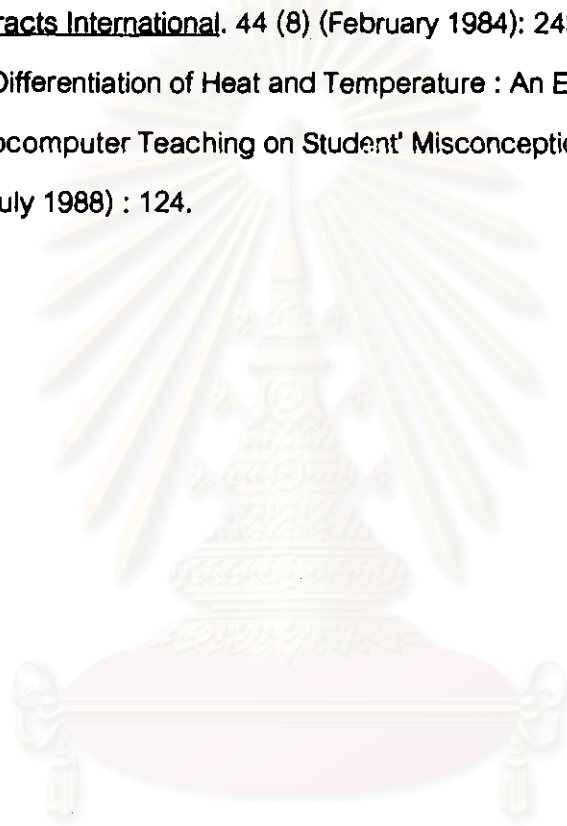 racts International. 44 (8) (February 1984): 24
Differentiation of Heat and Temperature : An E
ocomputer Teaching on Student' Misconceptio
uly 1988) : 124.